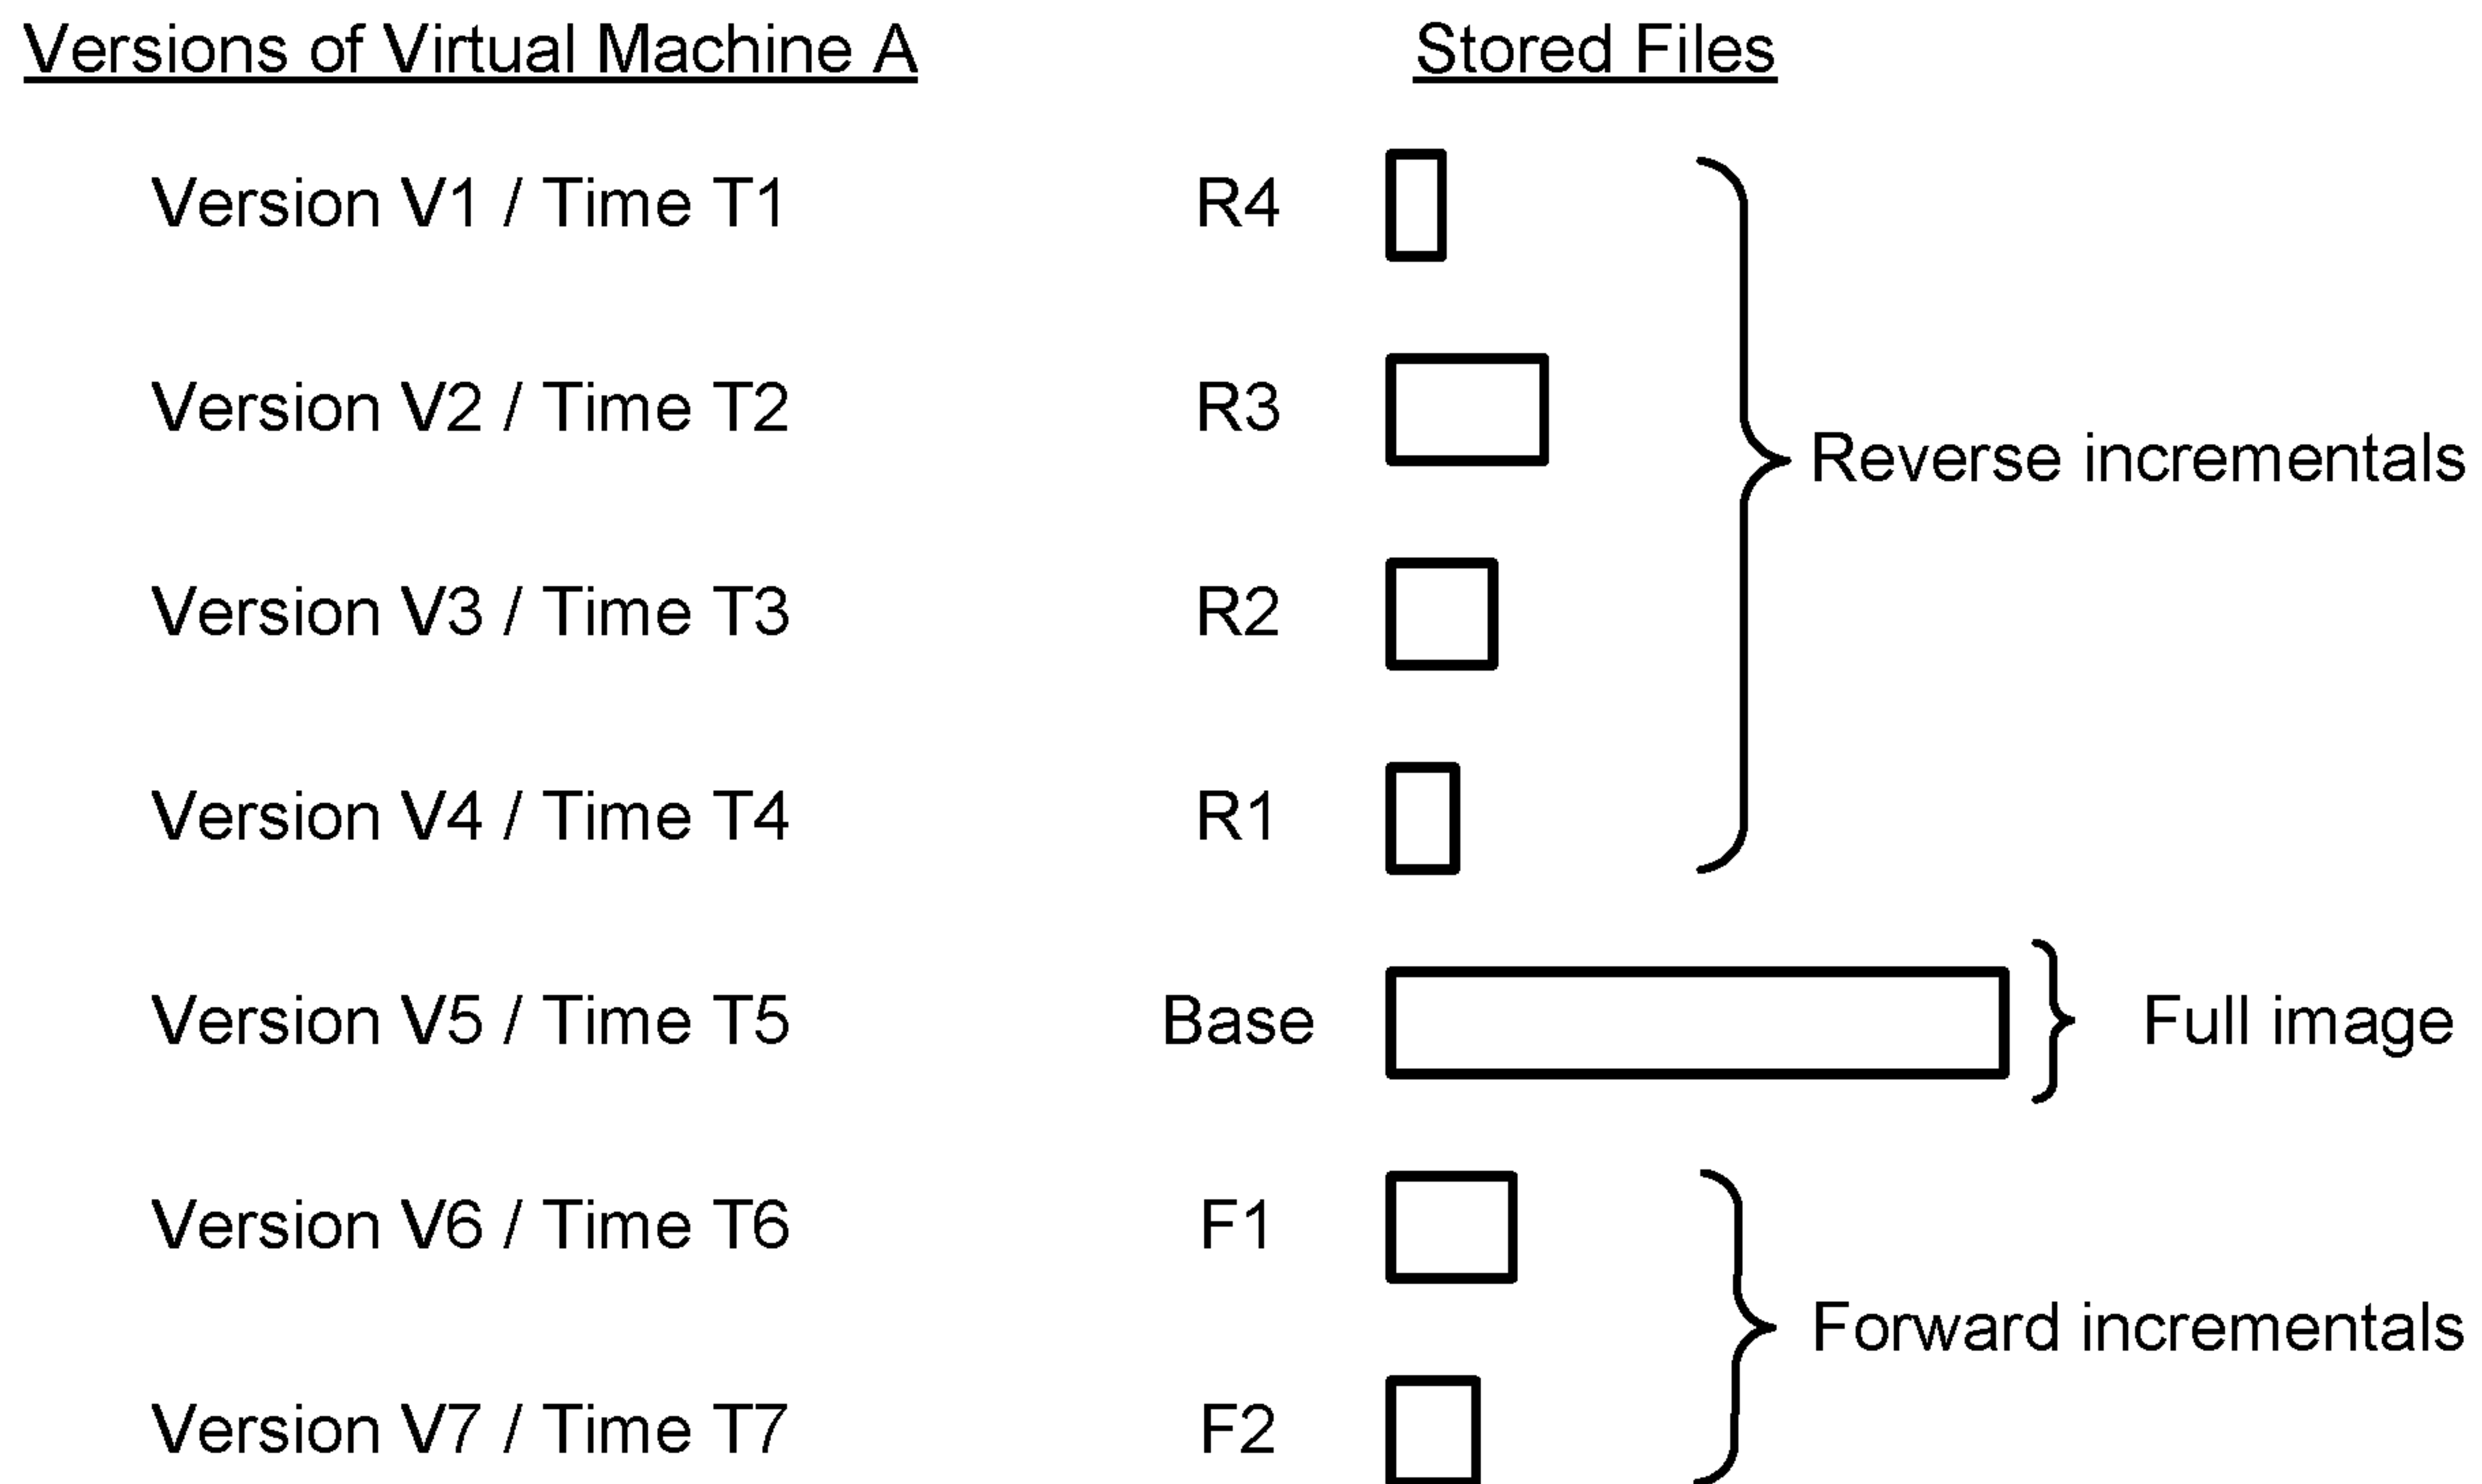 Versions of Virtual Machine A Stored Files
Version V1 / Time T1 R4
Version V2 / Time T2 R3
Reverse incrementals
Version V3 / Time T3 R2
Version V4 / Time T4 R1
Version V5 / Time T5 Base Full image
Version V6 / Time T6 F1
Forward incrementals
Version V7 / Time T7 F2